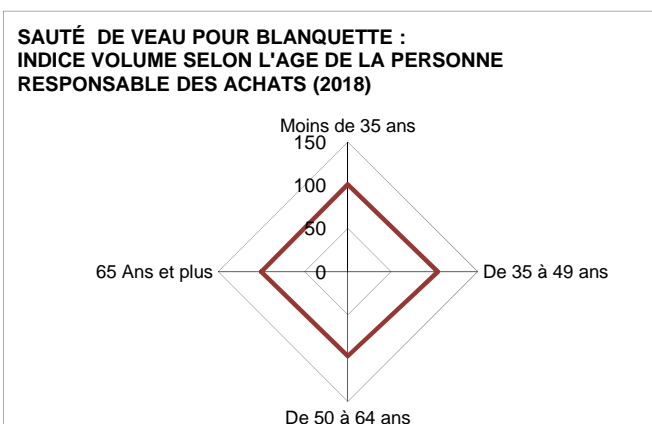 SAUTÉ  DE VEAU POUR BLANQUETTE :
INDICE VOLUME SELON L'AGE DE LA PERSONNE
RESPONSABLE DES ACHATS (2018)
Moins de 35 ans
150
100
50
65 Ans et plus
0
De 35 à 49 ans
De 50 à 64 ans